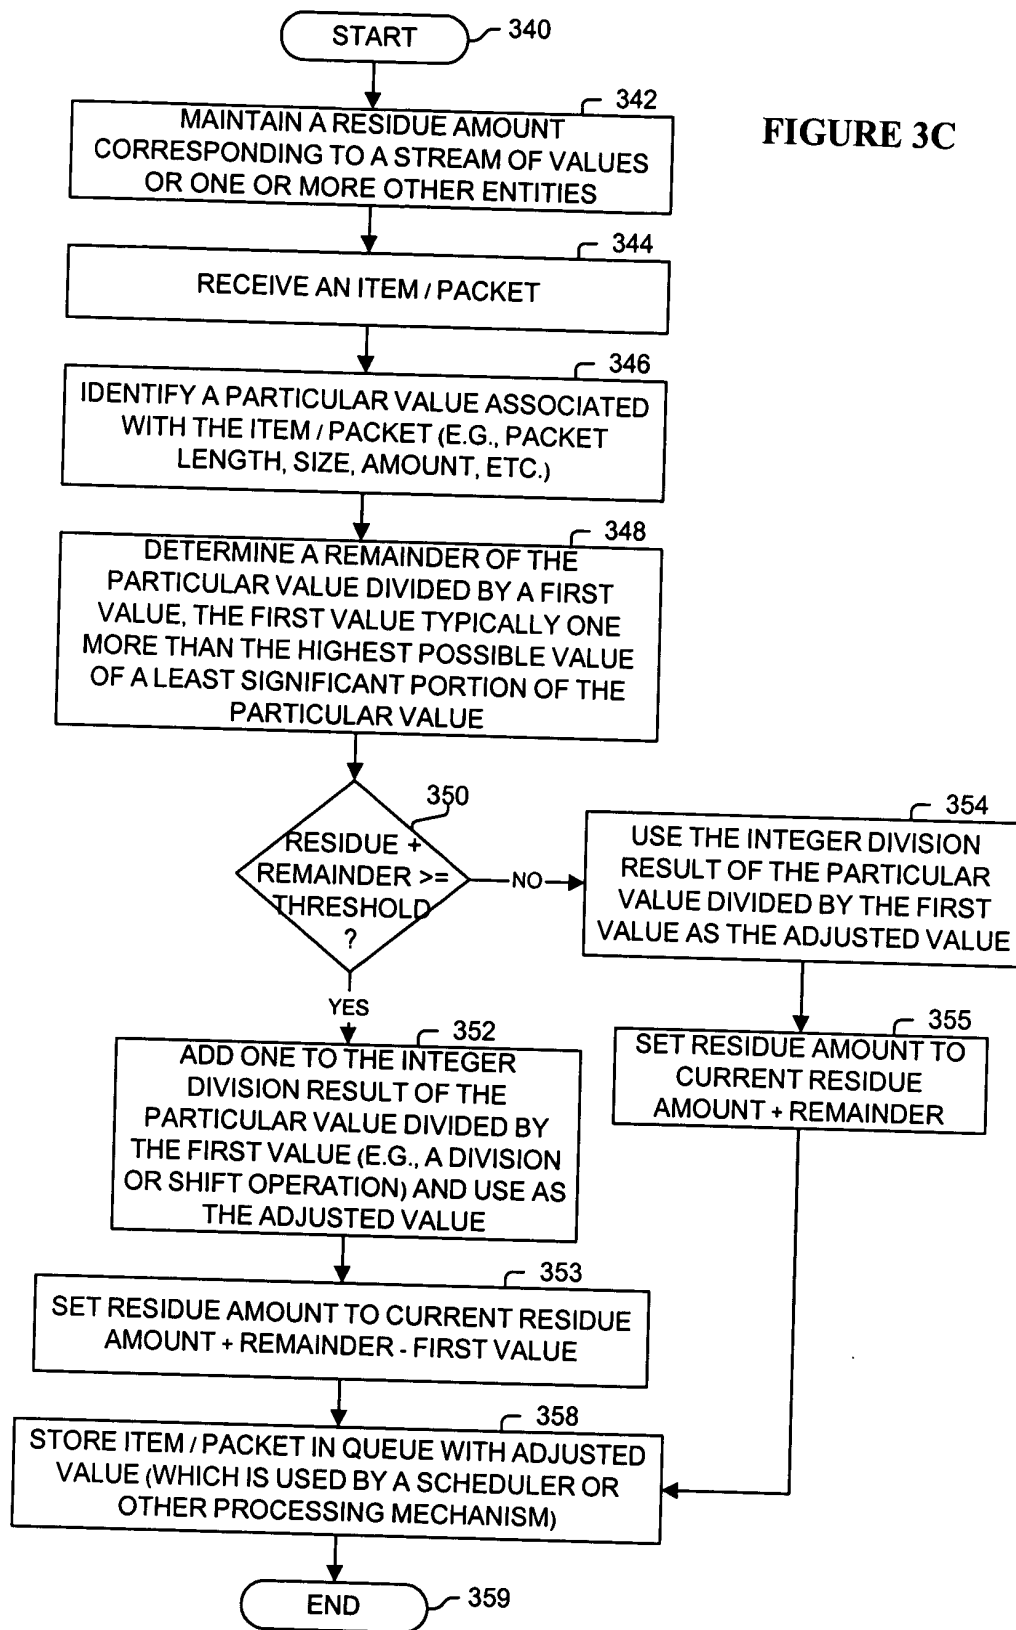 START
340
FIGURE 3C
342
MAINTAIN A RESIDUE AMOUNT
CORRESPONDING TO A STREAM OF VALUES
OR ONE OR MORE OTHER ENTITIES
344
RECEIVE AN ITEM / PACKET
346
IDENTIFY A PARTICULAR VALUE ASSOCIATED
WITH THE ITEM / PACKET (E.G., PACKET
LENGTH, SIZE, AMOUNT, ETC.)
348
DETERMINE A REMAINDER OF THE
PARTICULAR VALUE DIVIDED BY A FIRST
VALUE, THE FIRST VALUE TYPICALLY ONE
MORE THAN THE HIGHEST POSSIBLE VALUE
OF A LEAST SIGNIFICANT PORTION OF THE
PARTICULAR VALUE
350
RESIDUE +
REMAINDER >=
THRESHOLD
?
NO
354
USE THE INTEGER DIVISION
RESULT OF THE PARTICULAR
VALUE DIVIDED BY THE FIRST
VALUE AS THE ADJUSTED VALUE
YES
352
ADD ONE TO THE INTEGER
DIVISION RESULT OF THE
PARTICULAR VALUE DIVIDED BY
THE FIRST VALUE (E.G., A DIVISION
OR SHIFT OPERATION) AND USE AS
THE ADJUSTED VALUE
355
SET RESIDUE AMOUNT TO
CURRENT RESIDUE
AMOUNT + REMAINDER
353
SET RESIDUE AMOUNT TO CURRENT RESIDUE
AMOUNT + REMAINDER - FIRST VALUE
358
STORE ITEM / PACKET IN QUEUE WITH ADJUSTED
VALUE (WHICH IS USED BY A SCHEDULER OR
OTHER PROCESSING MECHANISM)
END
359